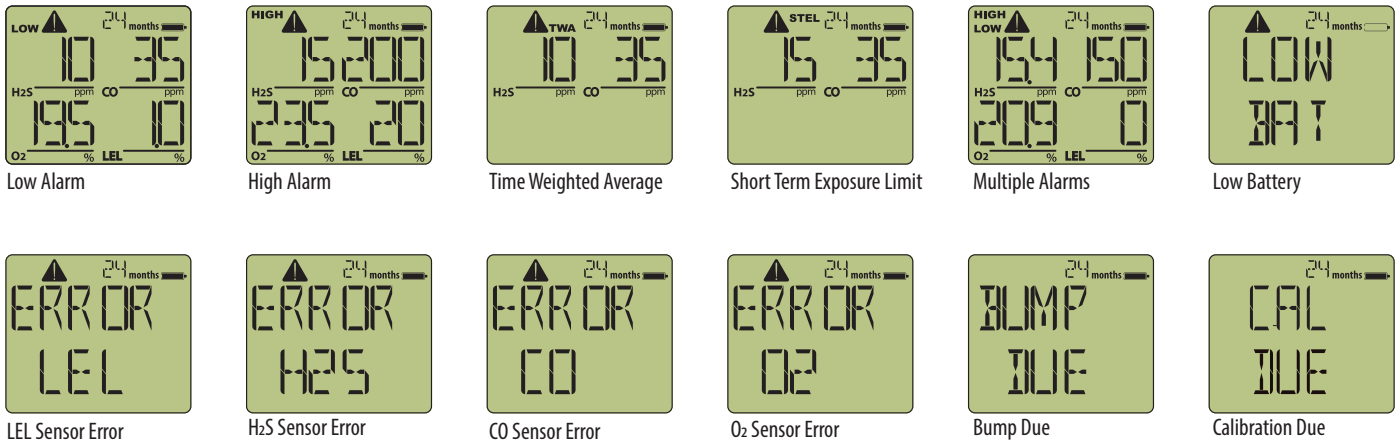 LOW 24 months
10 35
H2S ppm CO ppm
19.5 1.0
O2 % LEL %
Low Alarm
HIGH 24 months
15 200
H2S ppm CO ppm
23.5 20
O2 % LEL %
High Alarm
TWA 24 months
10 35
H2S ppm CO ppm
Time Weighted Average
STEL 24 months
15 35
H2S ppm CO ppm
Short Term Exposure Limit
HIGH
LOW 24 months
15.4 150
H2S ppm CO ppm
20.9 0
O2 % LEL %
Multiple Alarms
24 months
LOW
BAT
Low Battery
24 months
ERROR
LEL
LEL Sensor Error
24 months
ERROR
H2S
H2S Sensor Error
24 months
ERROR
CO
CO Sensor Error
24 months
ERROR
O2
O2 Sensor Error
24 months
BUMP
DUE
Bump Due
24 months
CAL
DUE
Calibration Due